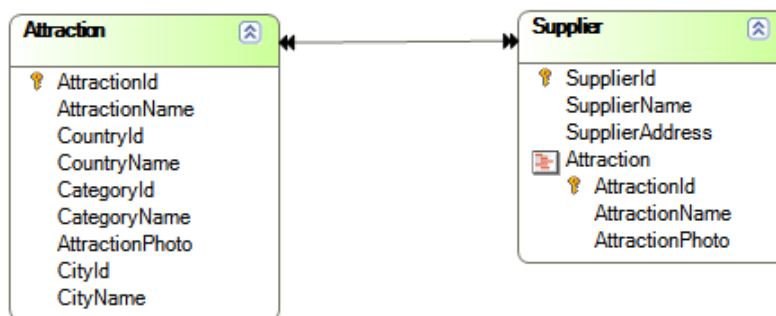 Attraction
AttractionId
AttractionName
CountryId
CountryName
CategoryId
CategoryName
AttractionPhoto
CityId
CityName
Supplier
SupplierId
SupplierName
SupplierAddress
Attraction
AttractionId
AttractionName
AttractionPhoto